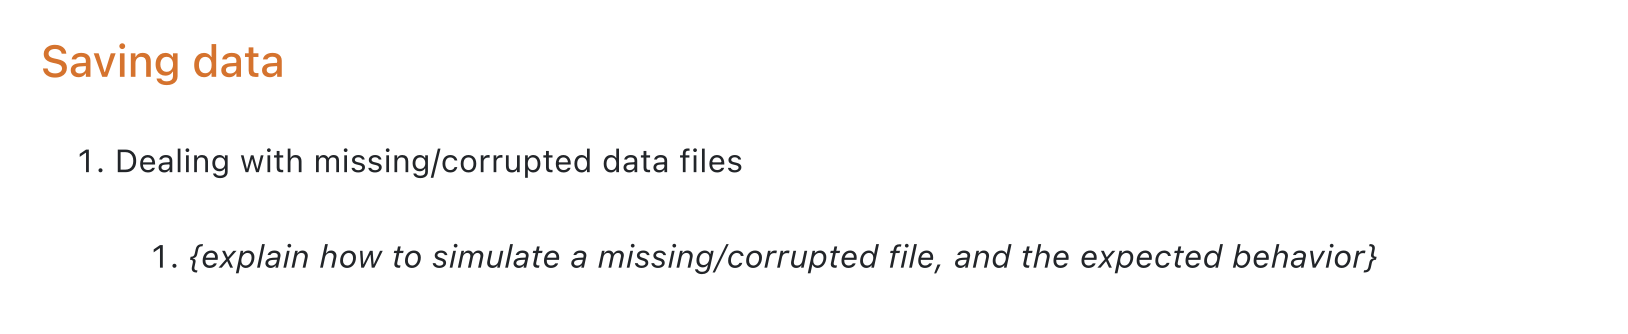 Saving data
1. Dealing with missing/corrupted data files
1. {explain how to simulate a missing/corrupted file, and the expected behavior}